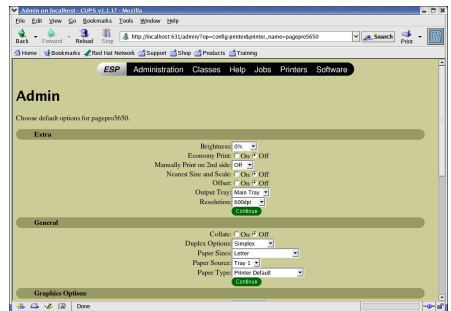 Admin on localhost - CUPS v1.1.17 - Mozilla
File Edit View Go Bookmarks Tools Window Help
Back Forward Reload Stop http://localhost:631/admin/?op=config-printer&printer_name=pagepro5650 Search Print
Home Bookmarks Red Hat Network Support Shop Products Training
ESP Administration Classes Help Jobs Printers Software
Admin
Choose default options for pagepro5650.
Extra
Brightness: 0%
Economy Print: On Off
Manually Print on 2nd side: Off
Nearest Size and Scale: On Off
Offset: On Off
Output Tray: Main Tray
Resolution: 600dpi
Continue
General
Collate: On Off
Duplex Options: Simplex
Paper Sizes: Letter
Paper Source: Tray 1
Paper Type: Printer Default
Continue
Graphics Options
Done